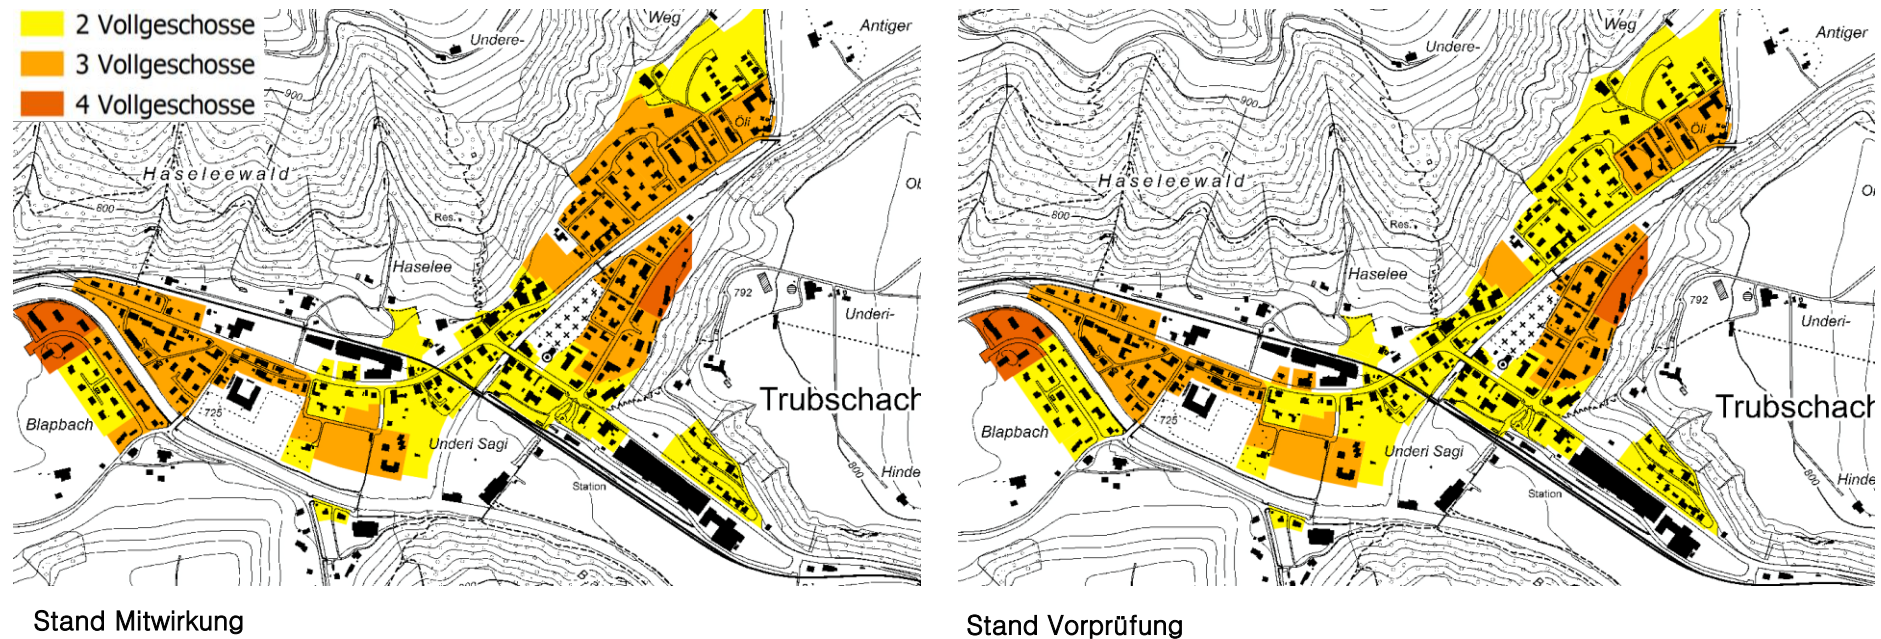 2 Vollgeschosse
3 Vollgeschosse
4 Vollgeschosse
Weg
Undere-
Antiger
900
Öli
Haseleewald
800
Res.
Haselee
792
Underi-
Trubschach
725
Blapbach
Underi Sagi
Station
800
Hinde
Stand Mitwirkung
Weg
Undere-
Antiger
900
Öli
Haseleewald
800
Res.
Haselee
792
Underi-
Trubschach
725
Blapbach
Underi Sagi
Station
800
Hinde
Stand Vorprüfung